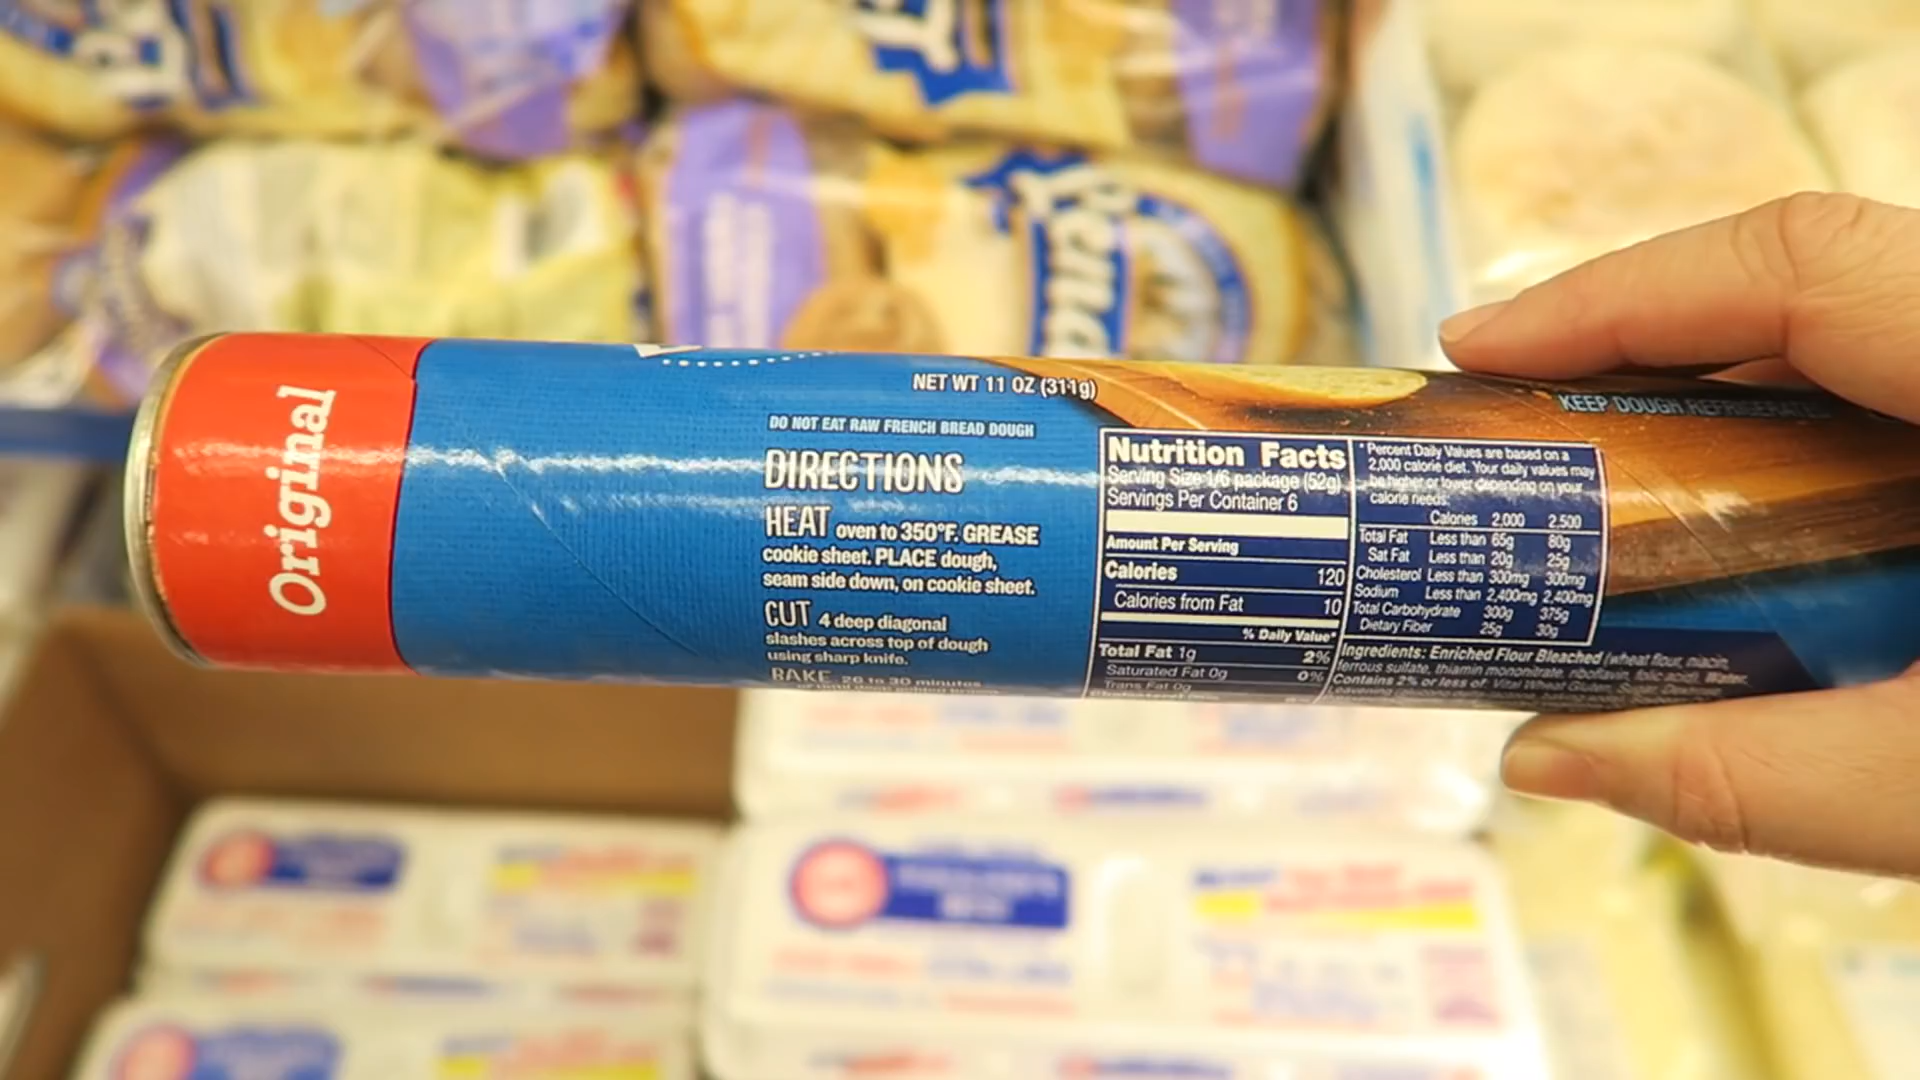 Original
NET WT 11 OZ (311g)
DO NOT EAT RAW FRENCH BREAD DOUGH
DIRECTIONS
HEAT oven to 350°F. GREASE
cookie sheet. PLACE dough,
seam side down, on cookie sheet.
CUT 4 deep diagonal
slashes across top of dough
using sharp knife.
BAKE 26 to 30 minutes
KEEP DOUGH REFRIGERATED
Nutrition Facts
Serving Size 1/6 package (52g)
Servings Per Container 6
Amount Per Serving
Calories 120
Calories from Fat 10
% Daily Value*
Total Fat 1g 2%
Saturated Fat 0g 0%
Trans Fat 0g
*Percent Daily Values are based on a
2,000 calorie diet. Your daily values may
be higher or lower depending on your
calorie needs:
Calories 2,000 2,500
Total Fat Less than 65g 80g
Sat Fat Less than 20g 25g
Cholesterol Less than 300mg 300mg
Sodium Less than 2,400mg 2,400mg
Total Carbohydrate 300g 375g
Dietary Fiber 25g 30g
Ingredients: Enriched Flour Bleached (wheat flour, niacin,
ferrous sulfate, thiamin mononitrate, riboflavin, folic acid), Water,
Contains 2% or less of: Vital Wheat Gluten, Sugar,